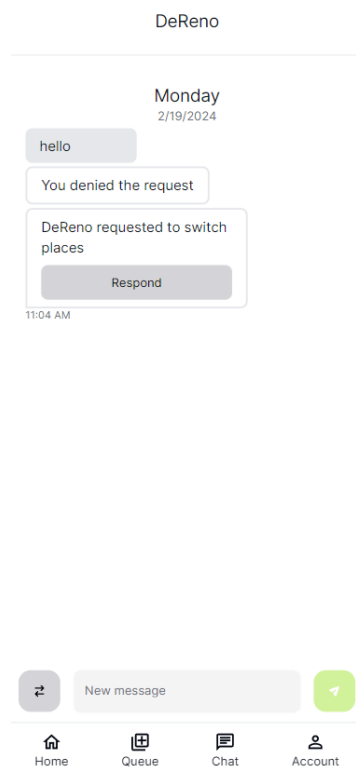 DeReno
Monday
2/19/2024
hello
You denied the request
DeReno requested to switch
places
Respond
11:04 AM
New message
Home
Queue
Chat
Account